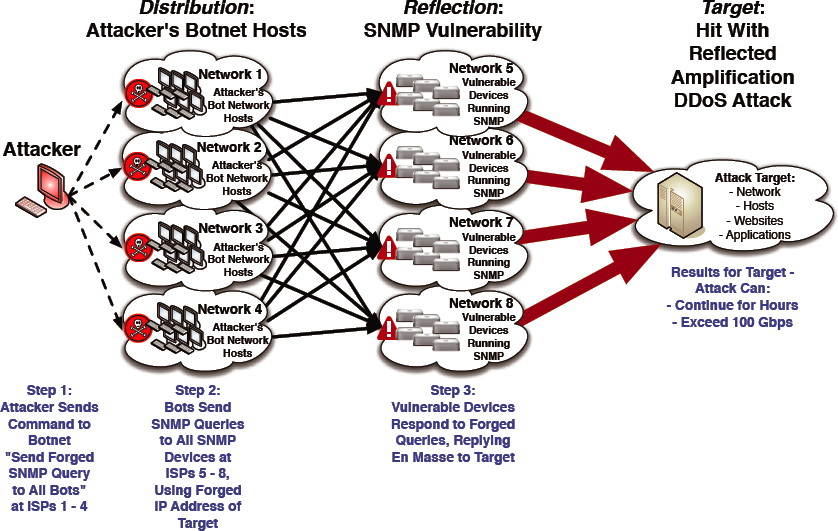 Distribution:
Attacker's Botnet Hosts
Reflection:
SNMP Vulnerability
Target:
Hit With
Reflected
Amplification
DDoS Attack
Attacker
Network 1
Attacker's
Bot Network
Hosts
Network 2
Attacker's
Bot Network
Hosts
Network 3
Attacker's
Bot Network
Hosts
Network 4
Attacker's
Bot Network
Hosts
Network 5
Vulnerable
Devices
Running
SNMP
Network 6
Vulnerable
Devices
Running
SNMP
Network 7
Vulnerable
Devices
Running
SNMP
Network 8
Vulnerable
Devices
Running
SNMP
Attack Target:
- Network
- Hosts
- Websites
- Applications
Results for Target -
Attack Can:
- Continue for Hours
- Exceed 100 Gbps
Step 1:
Attacker Sends
Command to
Botnet
"Send Forged
SNMP Query
to All Bots"
at ISPs 1 - 4
Step 2:
Bots Send
SNMP Queries
to All SNMP
Devices at
ISPs 5 - 8,
Using Forged
IP Address of
Target
Step 3:
Vulnerable Devices
Respond to Forged
Queries, Replying
En Masse to Target